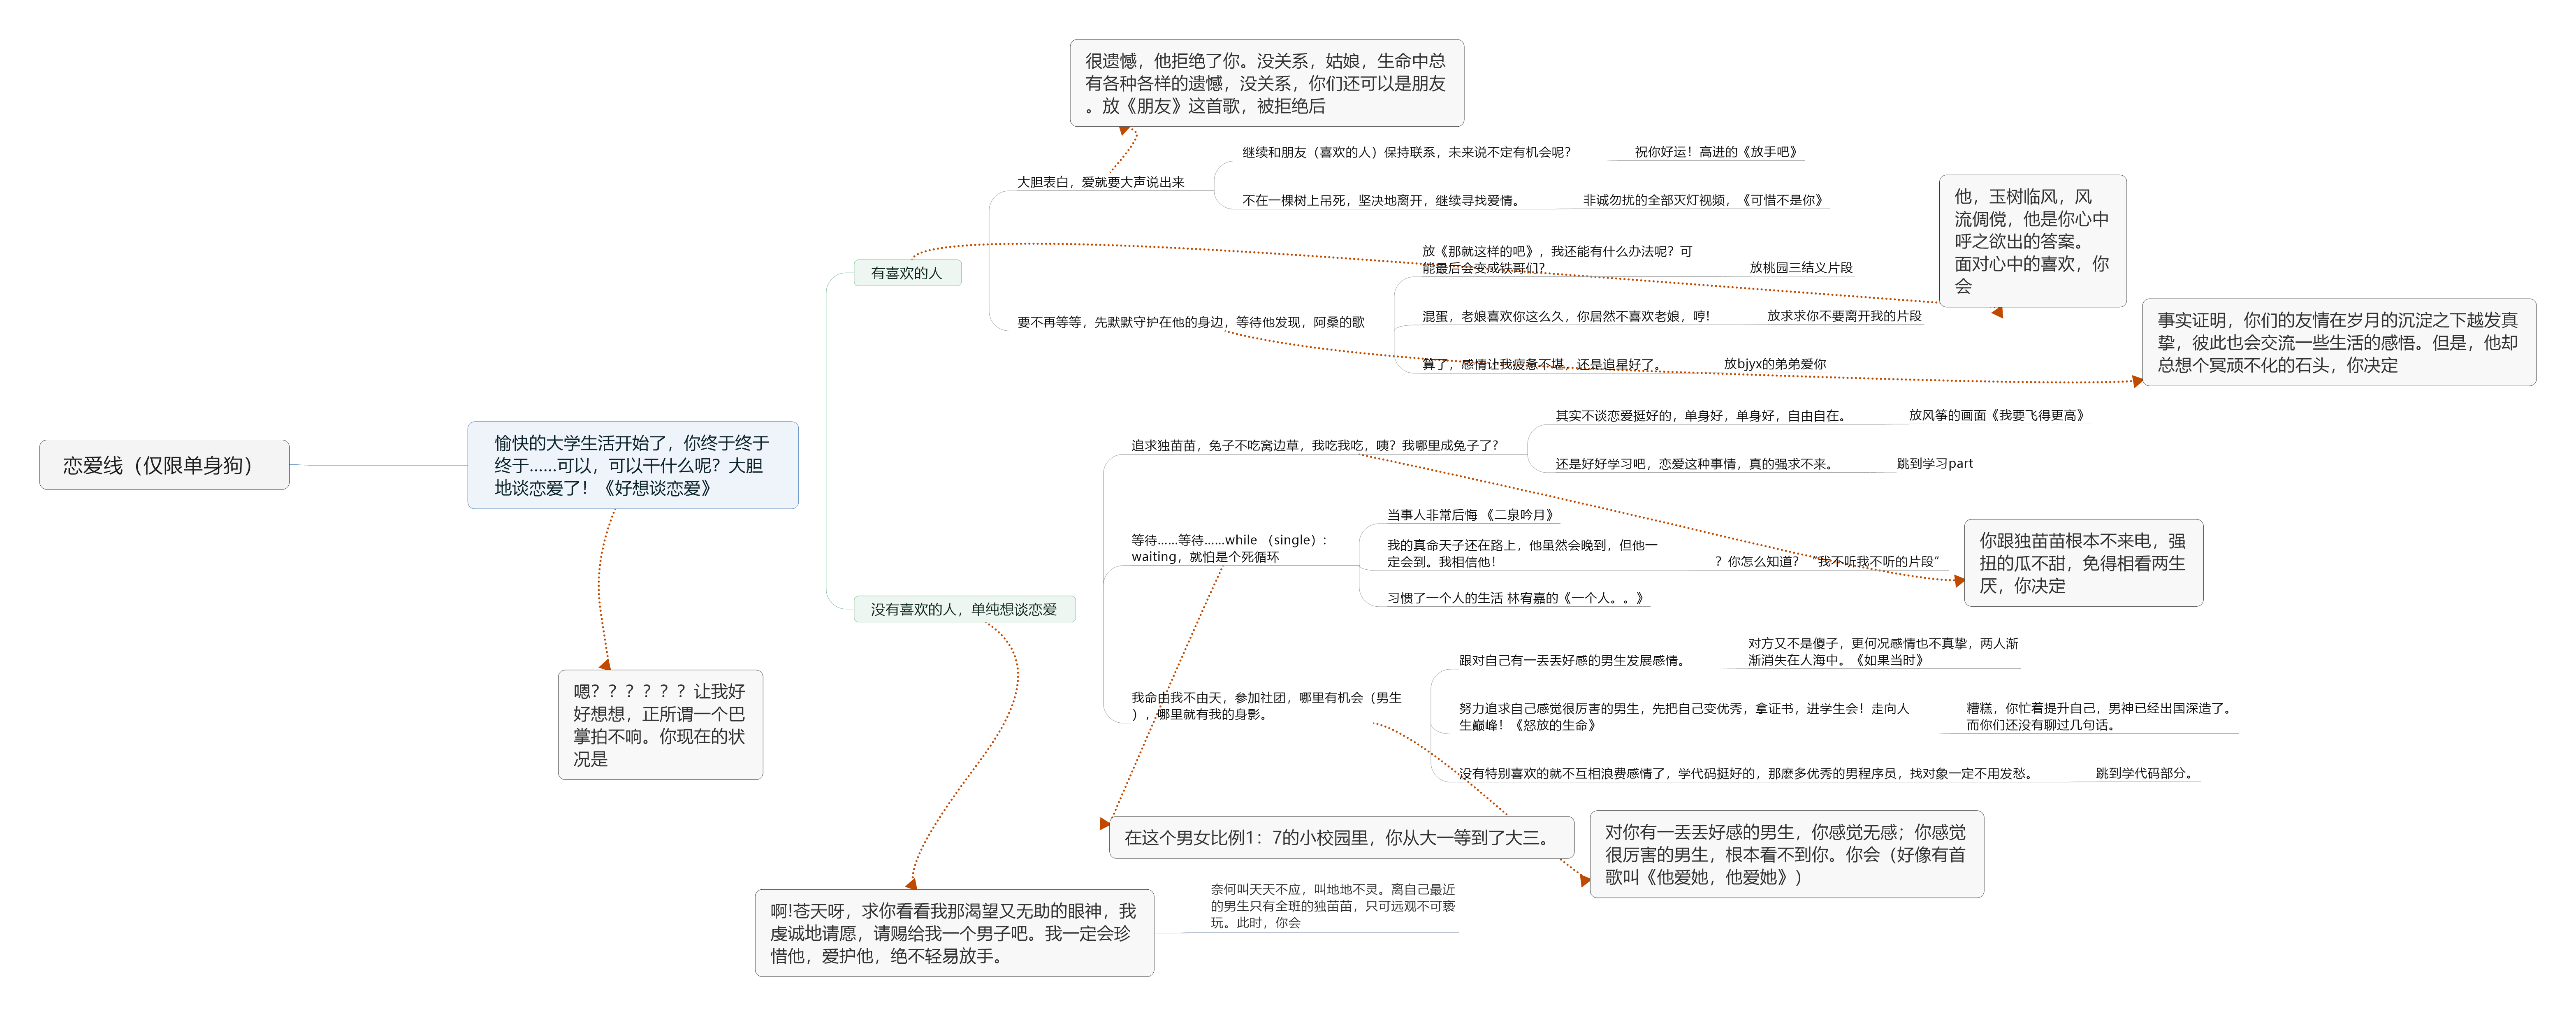 很遗憾，他拒绝了你。没关系，姑娘，生命中总
有各种各样的遗憾，没关系，你们还可以是朋友
。放《朋友》这首歌，被拒绝后
继续和朋友（喜欢的人）保持联系，未来说不定有机会呢？
祝你好运！高进的《放手吧》
大胆表白，爱就要大声说出来
不在一棵树上吊死，坚决地离开，继续寻找爱情。
非诚勿扰的全部灭灯视频，《可惜不是你》
他，玉树临风，风
流倜傥，他是你心中
呼之欲出的答案。
面对心中的喜欢，你
会
有喜欢的人
放《那就这样的吧》，我还能有什么办法呢？可
能最后会变成铁哥们？
放桃园三结义片段
要不再等等，先默默守护在他的身边，等待他发现，阿桑的歌
混蛋，老娘喜欢你这么久，你居然不喜欢老娘，哼！
放求求你不要离开我的片段
算了，感情让我疲惫不堪，还是追星好了。
放bjyx的弟弟爱你
事实证明，你们的友情在岁月的沉淀之下越发真
挚，彼此也会交流一些生活的感悟。但是，他却
总想个冥顽不化的石头，你决定
恋爱线（仅限单身狗）
愉快的大学生活开始了，你终于终于
终于……可以，可以干什么呢？大胆
地谈恋爱了！《好想谈恋爱》
追求独苗苗，兔子不吃窝边草，我吃我吃，咦？我哪里成兔子了？
其实不谈恋爱挺好的，单身好，单身好，自由自在。
放风筝的画面《我要飞得更高》
还是好好学习吧，恋爱这种事情，真的强求不来。
跳到学习part
等待……等待……while （single）：
waiting，就怕是个死循环
当事人非常后悔 《二泉吟月》
我的真命天子还在路上，他虽然会晚到，但他一
定会到。我相信他！
？你怎么知道？“我不听我不听的片段”
习惯了一个人的生活 林宥嘉的《一个人。。》
你跟独苗苗根本不来电，强
扭的瓜不甜，免得相看两生
厌，你决定
没有喜欢的人，单纯想谈恋爱
我命由我不由天，参加社团，哪里有机会（男生
），哪里就有我的身影。
跟对自己有一丢丢好感的男生发展感情。
对方又不是傻子，更何况感情也不真挚，两人渐
渐消失在人海中。《如果当时》
努力追求自己感觉很厉害的男生，先把自己变优秀，拿证书，进学生会！走向人
生巅峰！《怒放的生命》
糟糕，你忙着提升自己，男神已经出国深造了。
而你们还没有聊过几句话。
没有特别喜欢的就不互相浪费感情了，学代码挺好的，那麽多优秀的男程序员，找对象一定不用发愁。
跳到学代码部分。
嗯？？？？？？让我好
好想想，正所谓一个巴
掌拍不响。你现在的状
况是
在这个男女比例1：7的小校园里，你从大一等到了大三。
对你有一丢丢好感的男生，你感觉无感；你感觉
很厉害的男生，根本看不到你。你会（好像有首
歌叫《他爱她，他爱她》）
啊!苍天呀，求你看看我那渴望又无助的眼神，我
虔诚地请愿，请赐给我一个男子吧。我一定会珍
惜他，爱护他，绝不轻易放手。
奈何叫天天不应，叫地地不灵。离自己最近
的男生只有全班的独苗苗，只可远观不可亵
玩。此时，你会